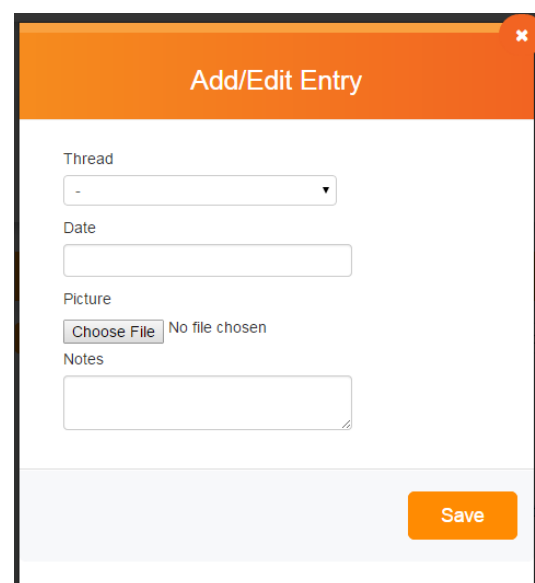 Add/Edit Entry
Thread
-
Date
Picture
Choose File No file chosen
Notes
Save